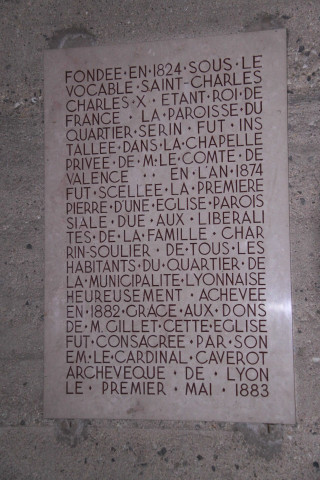 FONDEE·EN·1824·SOUS·LE
VOCABLE·SAINT-CHARLES
CHARLES·X·ETANT·ROI·DE
FRANCE·LA·PAROISSE·DU
QUARTIER·SERIN·FUT·INS
TALLEE·DANS·LA·CHAPELLE
PRIVEE·DE·M·LE·COMTE·DE
VALENCE··EN·L'AN·1874
FUT·SCELLEE·LA·PREMIERE
PIERRE·D'UNE·EGLISE·PAROIS
SIALE·DUE·AUX·LIBERALI
TES·DE·LA·FAMILLE·CHAR
RIN-SOULIER·DE·TOUS·LES
HABITANTS·DU·QUARTIER·DE
LA·MUNICIPALITE·LYONNAISE
HEUREUSEMENT·ACHEVEE
EN·1882·GRACE·AUX·DONS
DE·M·GILLET·CETTE·EGLISE
FUT·CONSACREE·PAR·SON
EM·LE·CARDINAL·CAVEROT
ARCHEVEQUE·DE·LYON
LE·PREMIER·MAI·1883